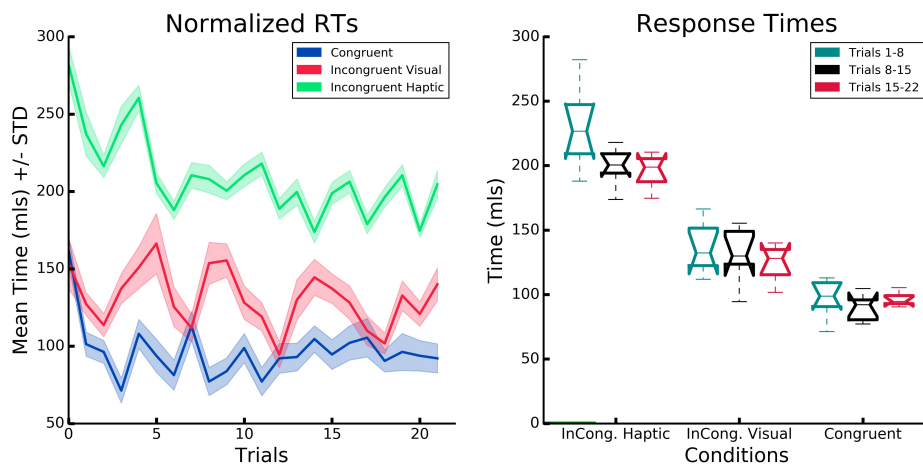 Normalized RTs
Mean Time (mls) +/- STD
300
250
200
150
100
50
0
5
10
15
20
Trials
Congruent
Incongruent Visual
Incongruent Haptic
Response Times
Time (mls)
300
250
200
150
100
50
0
InCong. Haptic
InCong. Visual
Congruent
Conditions
Trials 1-8
Trials 8-15
Trials 15-22